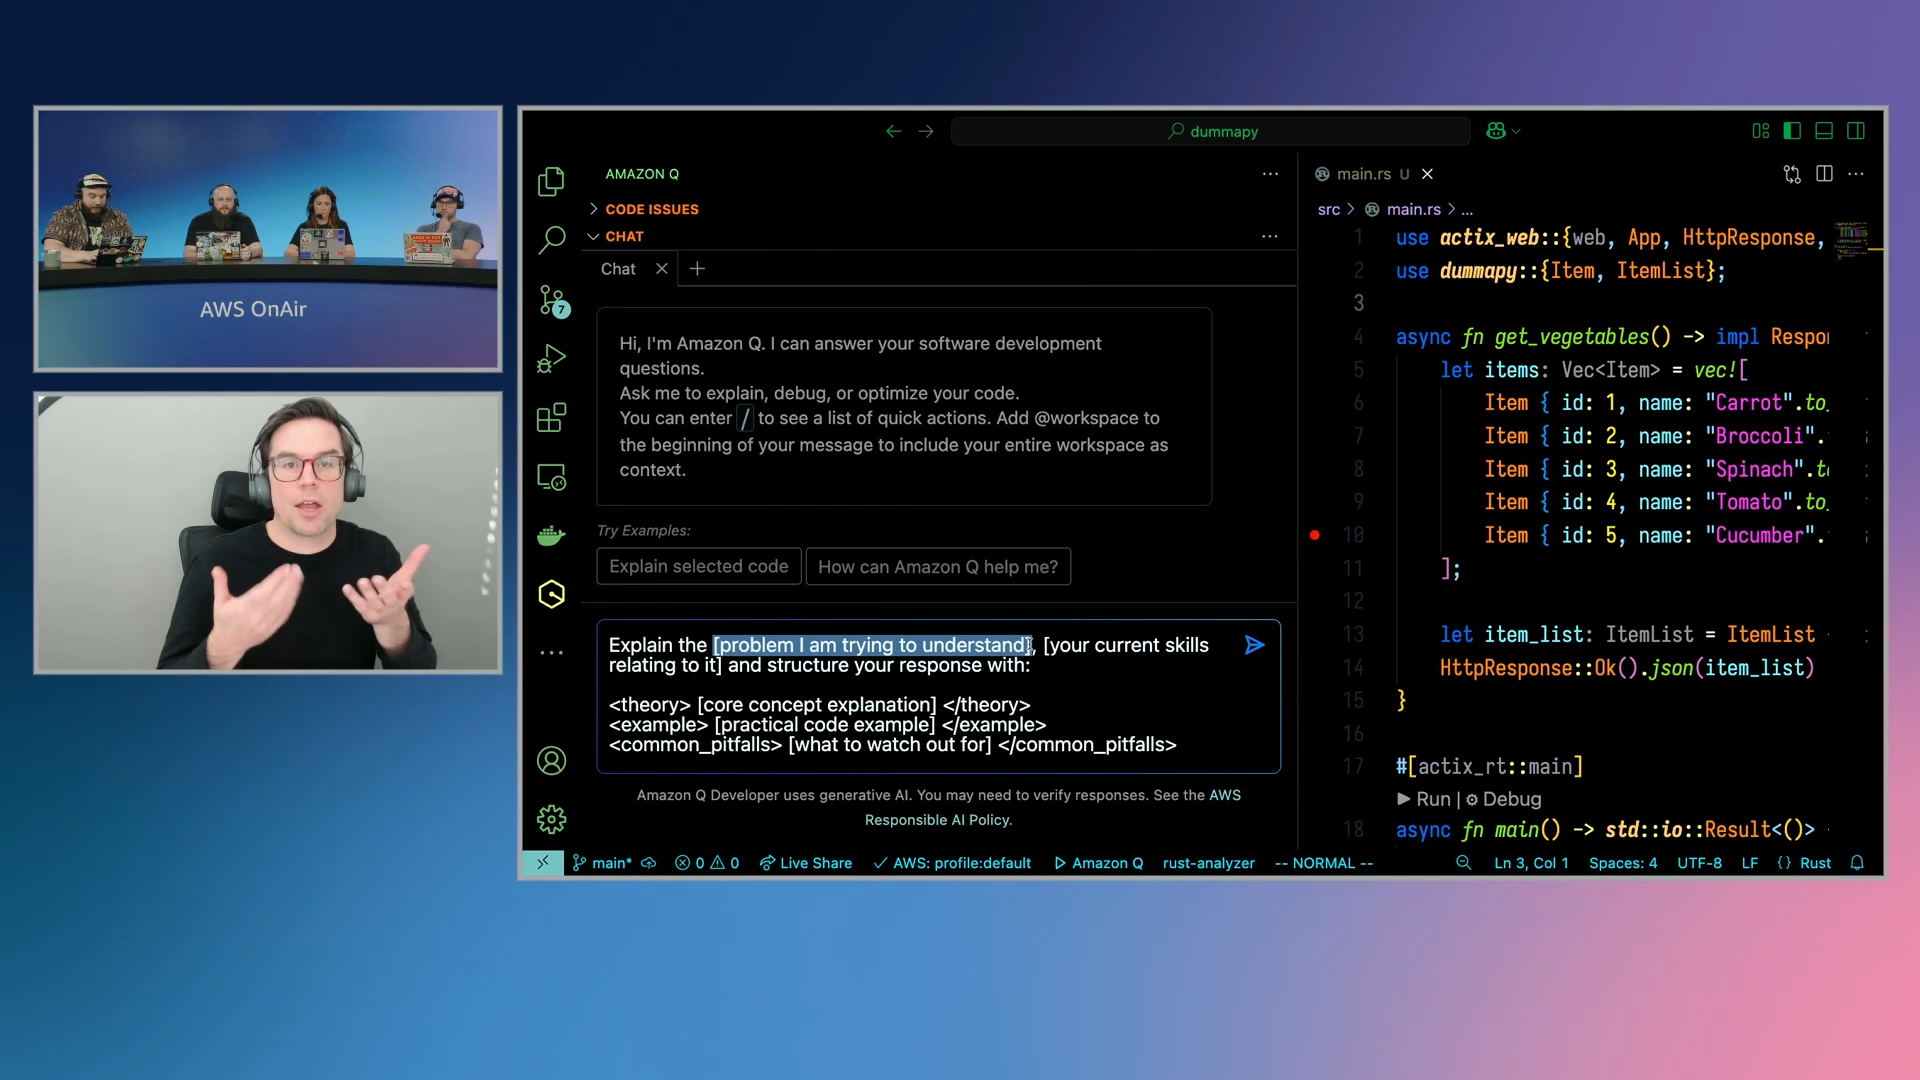 AWS OnAir
dummapy
AMAZON Q
CODE ISSUES
CHAT
Chat
Hi, I'm Amazon Q. I can answer your software development
questions.
Ask me to explain, debug, or optimize your code.
You can enter / to see a list of quick actions. Add @workspace to
the beginning of your message to include your entire workspace as
context.
Try Examples:
Explain selected code
How can Amazon Q help me?
Explain the [problem I am trying to understand], [your current skills
relating to it] and structure your response with:
<theory> [core concept explanation] </theory>
<example> [practical code example] </example>
<common_pitfalls> [what to watch out for] </common_pitfalls>
Amazon Q Developer uses generative AI. You may need to verify responses. See the AWS
Responsible AI Policy.
7
main.rs U
src > main.rs > ...
1 use actix_web::{web, App, HttpResponse,
2 use dummapy::{Item, ItemList};
3
4 async fn get_vegetables() -> impl Respon
5 let items: Vec<Item> = vec![
6 Item { id: 1, name: "Carrot".to_
7 Item { id: 2, name: "Broccoli".
8 Item { id: 3, name: "Spinach".to
9 Item { id: 4, name: "Tomato".to_
10 Item { id: 5, name: "Cucumber".
11 ];
12
13 let item_list: ItemList = ItemList
14 HttpResponse::Ok().json(item_list)
15 }
16
17 #[actix_rt::main]
Run | Debug
18 async fn main() -> std::io::Result<()>
main* 0 0 Live Share AWS: profile:default Amazon Q rust-analyzer -- NORMAL -- Ln 3, Col 1 Spaces: 4 UTF-8 LF {} Rust